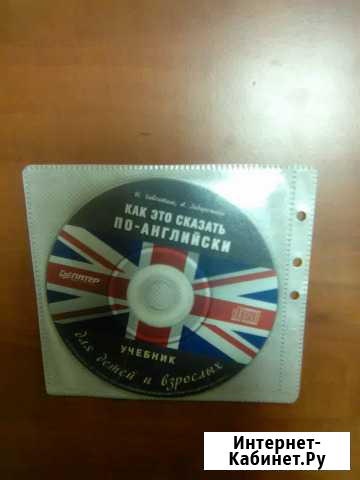 КАК ЭТО СКАЗАТЬ
ПО-АНГЛИЙСКИ
ПИТЕР
УЧЕБНИК
для детей и взрослых
Интернет-
Кабинет.Ру